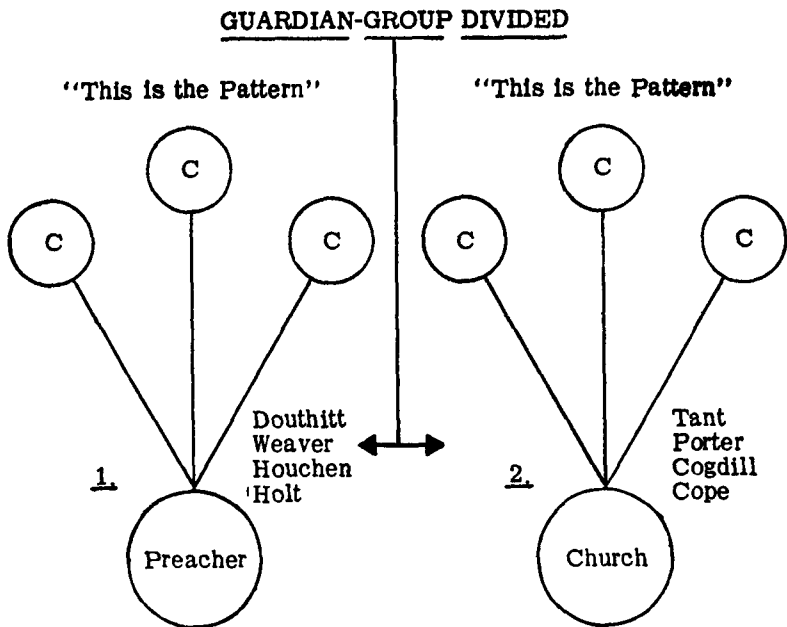 GUARDIAN-GROUP DIVIDED
"This is the Pattern"
C
C
C
Douthitt
Weaver
Houchen
Holt
1.
Preacher
"This is the Pattern"
C
C
C
Tant
Porter
Cogdill
Cope
2.
Church